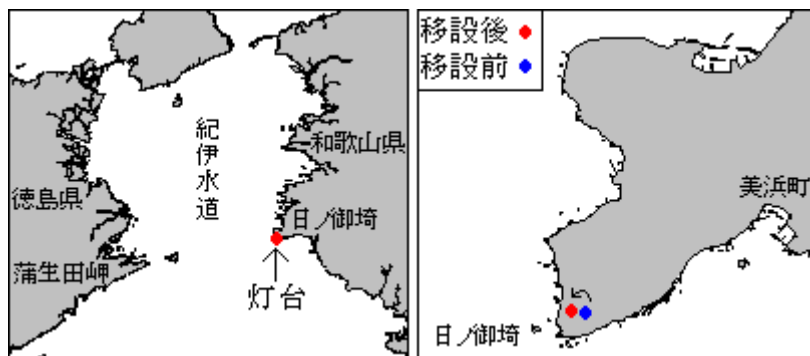 紀伊水道
和歌山県
徳島県
日ノ御埼
蒲生田岬
灯台
移設後
移設前
美浜町
日ノ御埼